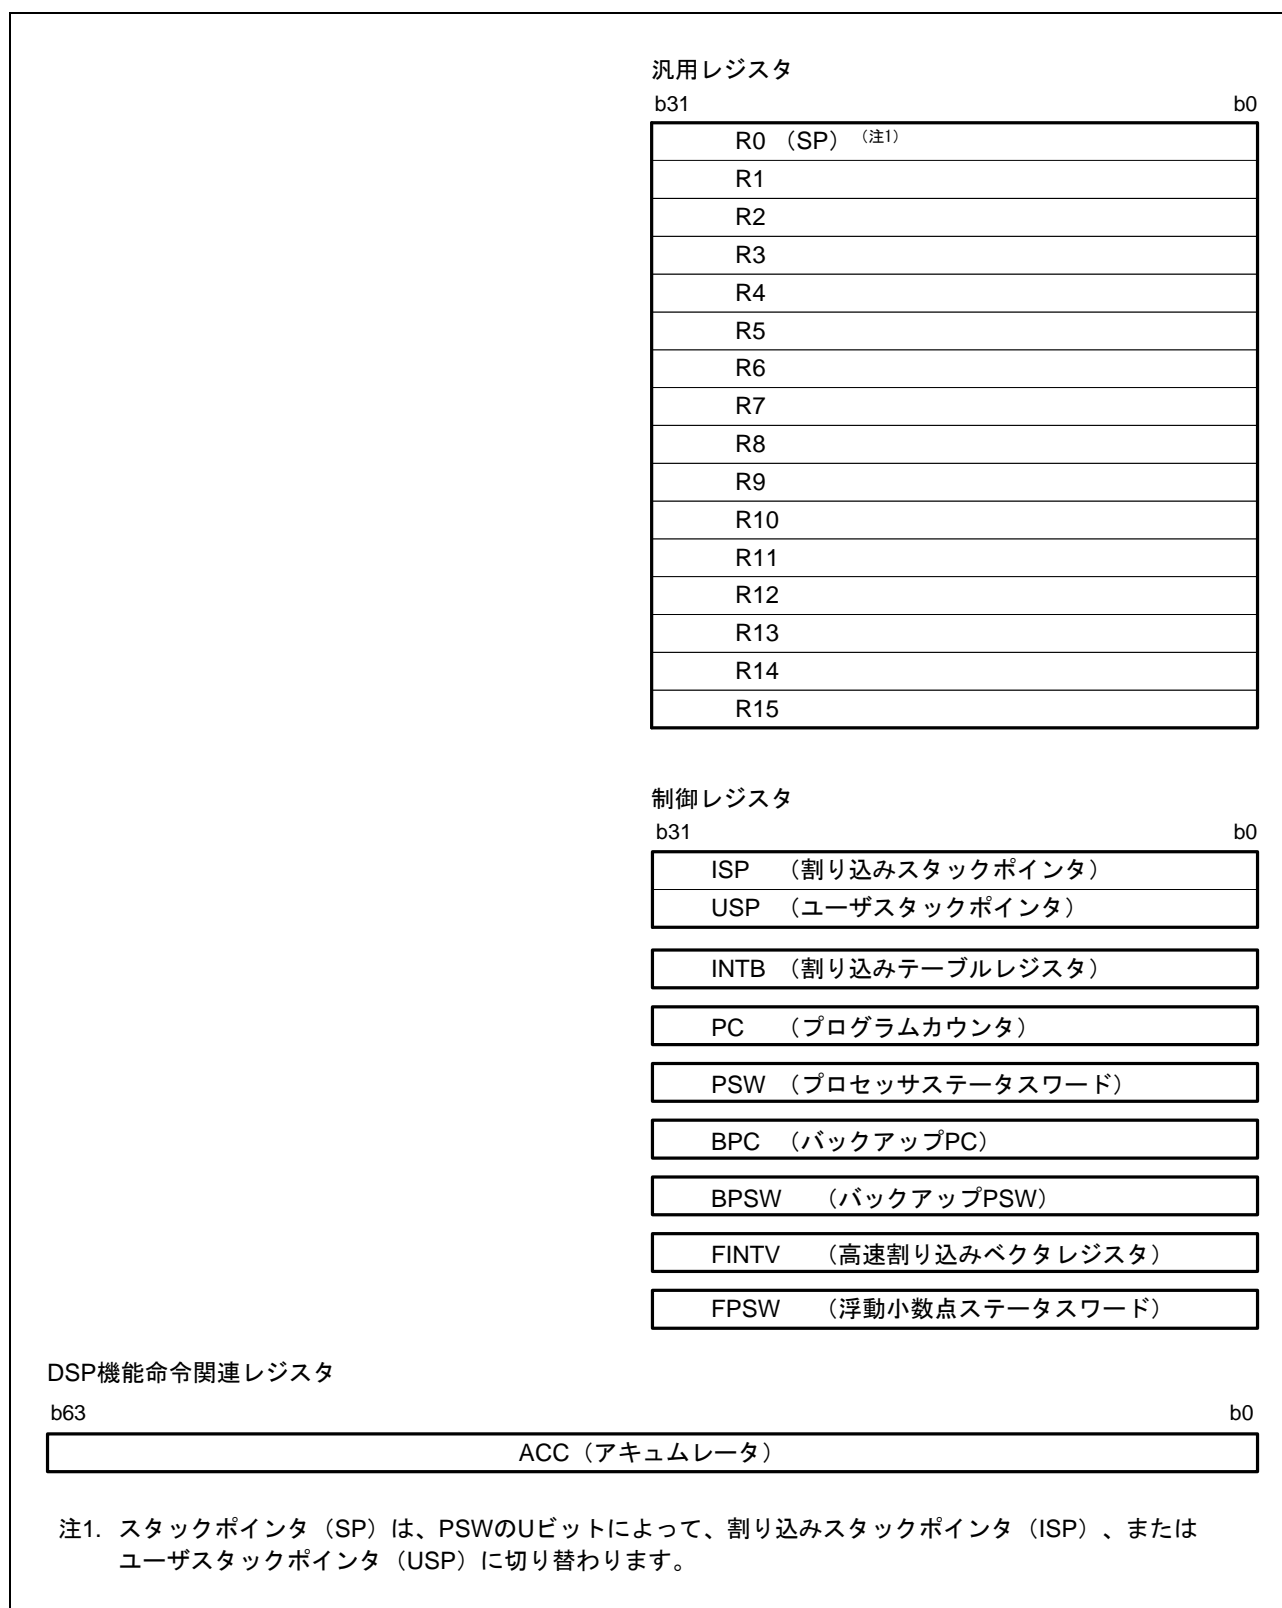 汎用レジスタ
b31 b0
R0 （SP）（注1）
R1
R2
R3
R4
R5
R6
R7
R8
R9
R10
R11
R12
R13
R14
R15
制御レジスタ
b31 b0
ISP （割り込みスタックポインタ）
USP （ユーザスタックポインタ）
INTB （割り込みテーブルレジスタ）
PC （プログラムカウンタ）
PSW （プロセッサステータスワード）
BPC （バックアップPC）
BPSW （バックアップPSW）
FINTV （高速割り込みベクタレジスタ）
FPSW （浮動小数点ステータスワード）
DSP機能命令関連レジスタ
b63 b0
ACC（アキュムレータ）
注1. スタックポインタ（SP）は、PSWのUビットによって、割り込みスタックポインタ（ISP）、または
ユーザスタックポインタ（USP）に切り替わります。